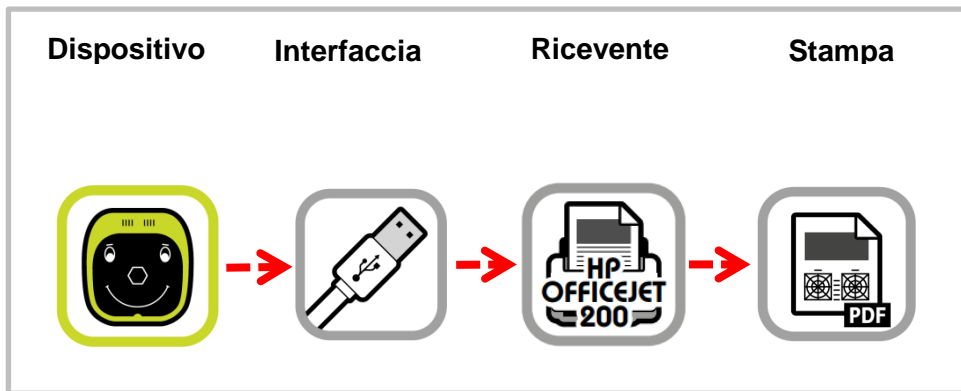 Dispositivo
Interfaccia
Ricevente
Stampa
HP
OFFICEJET
200
PDF